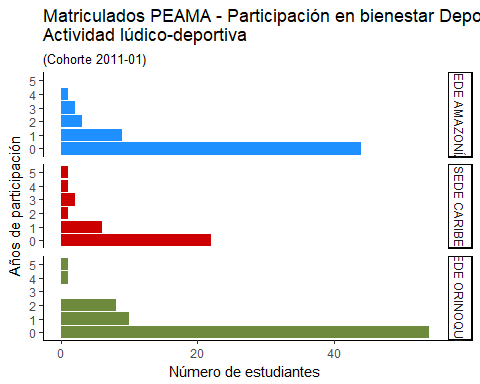 Matriculados PEAMA - Participación en bienestar Depo
Actividad lúdico-deportiva
(Cohorte 2011-01)
Años de participación
5
4
3
2
1
0
EDE AMAZONÍ
5
4
3
2
1
0
SEDE CARIBE
5
4
3
2
1
0
EDE ORINOQU
0
20
40
Número de estudiantes